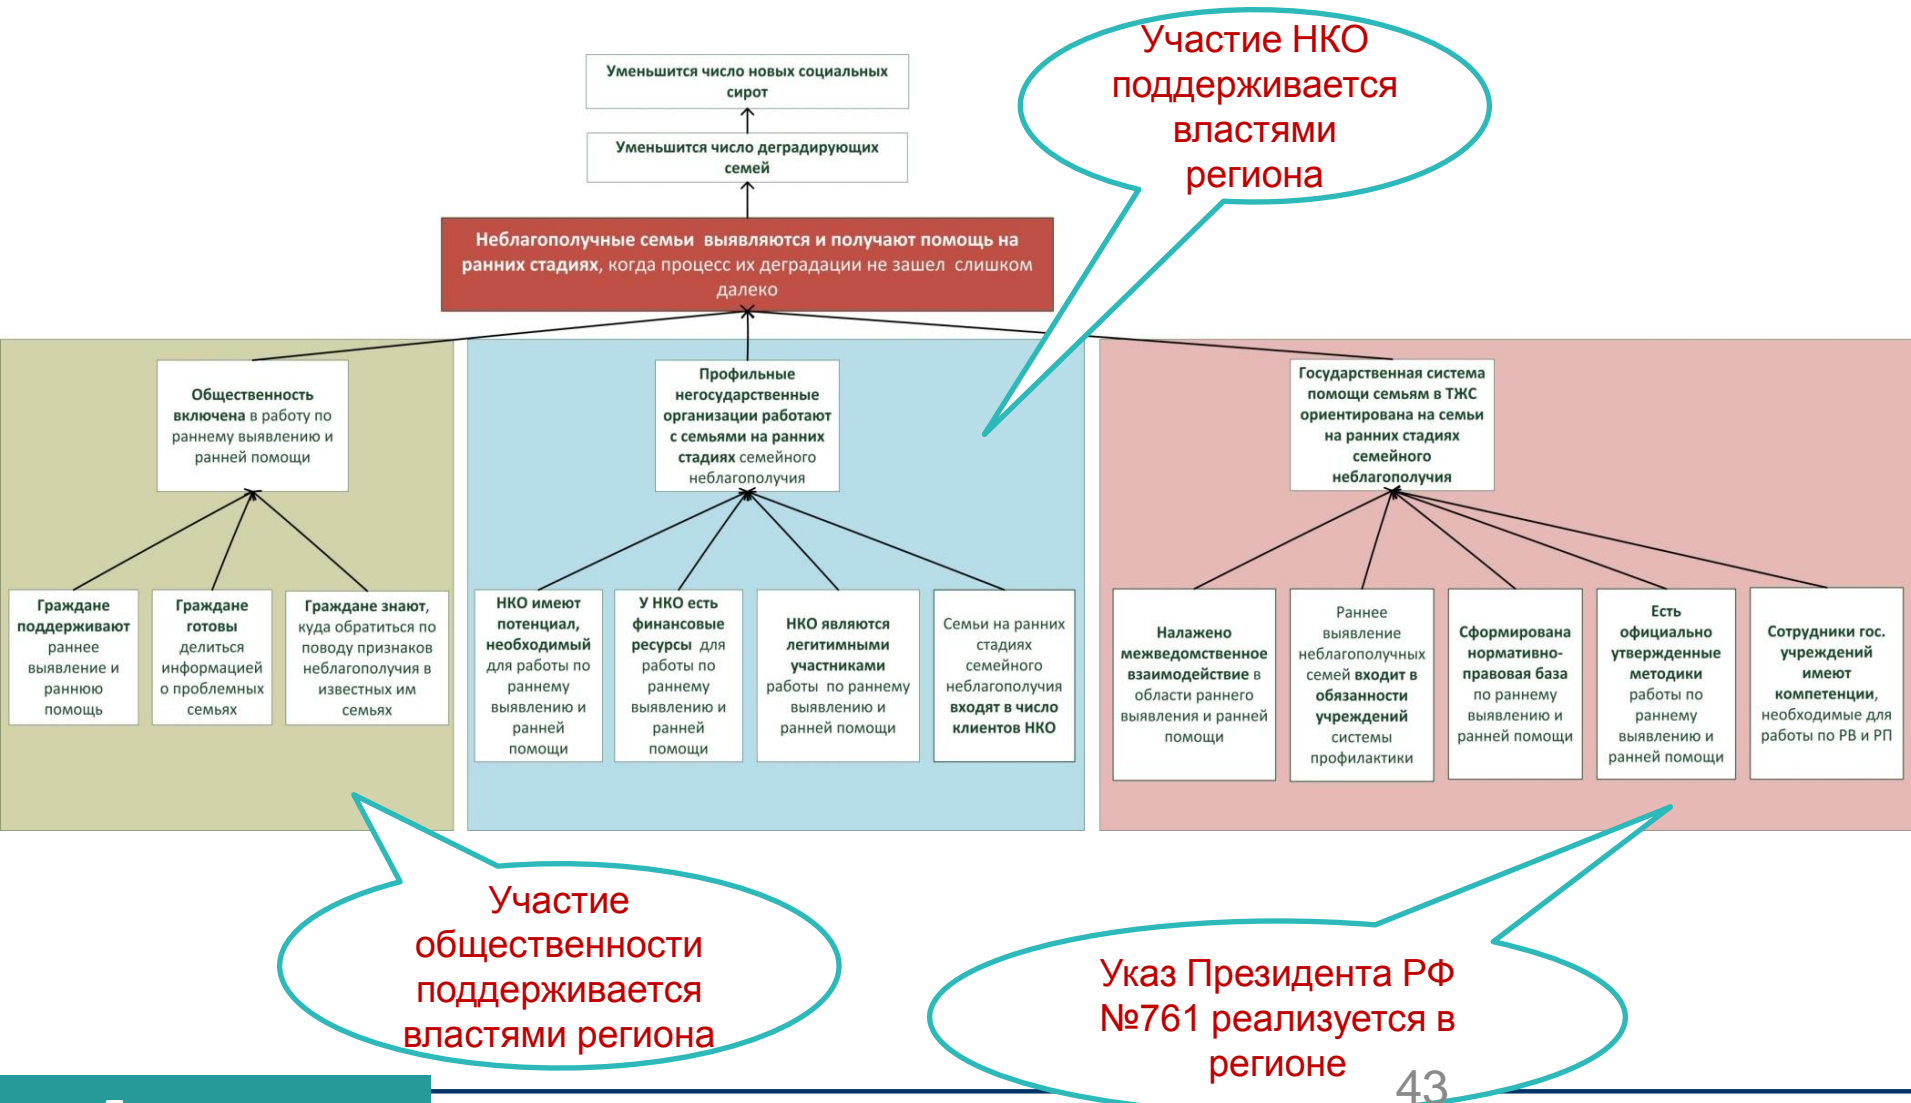 Участие НКО
поддерживается
властями
региона
Уменьшится число новых социальных
сирот
Уменьшится число деградирующих
семей
Неблагополучные семьи выявляются и получают помощь на
ранних стадиях, когда процесс их деградации не зашел слишком
далеко
Общественность
включена в работу по
раннему выявлению и
ранней помощи
Профильные
негосударственные
организации работают
с семьями на ранних
стадиях семейного
неблагополучия
Государственная система
помощи семьям в ТЖС
ориентирована на семьи
на ранних стадиях
семейного
неблагополучия
Граждане
поддерживают
раннее
выявление и
раннюю
помощь
Граждане
готовы
делиться
информацией
о проблемных
семьях
Граждане знают,
куда обратиться по
поводу признаков
неблагополучия в
известных им
семьях
НКО имеют
потенциал,
необходимый
для работы по
раннему
выявлению и
ранней
помощи
У НКО есть
финансовые
ресурсы для
работы по
раннему
выявлению и
ранней
помощи
НКО являются
легитимными
участниками
работы по раннему
выявлению и
ранней помощи
Семьи на ранних
стадиях
семейного
неблагополучия
входят в число
клиентов НКО
Налажено
межведомственное
взаимодействие в
области раннего
выявления и ранней
помощи
Раннее
выявление
неблагополучных
семей входит в
обязанности
учреждений
системы
профилактики
Сформирована
нормативно-
правовая база
по раннему
выявлению и
ранней помощи
Есть
официально
утвержденные
методики
работы по
раннему
выявлению и
ранней помощи
Сотрудники гос.
учреждений
имеют
компетенции,
необходимые для
работы по РВ и РП
Участие
общественности
поддерживается
властями региона
Указ Президента РФ
№761 реализуется в
регионе
43